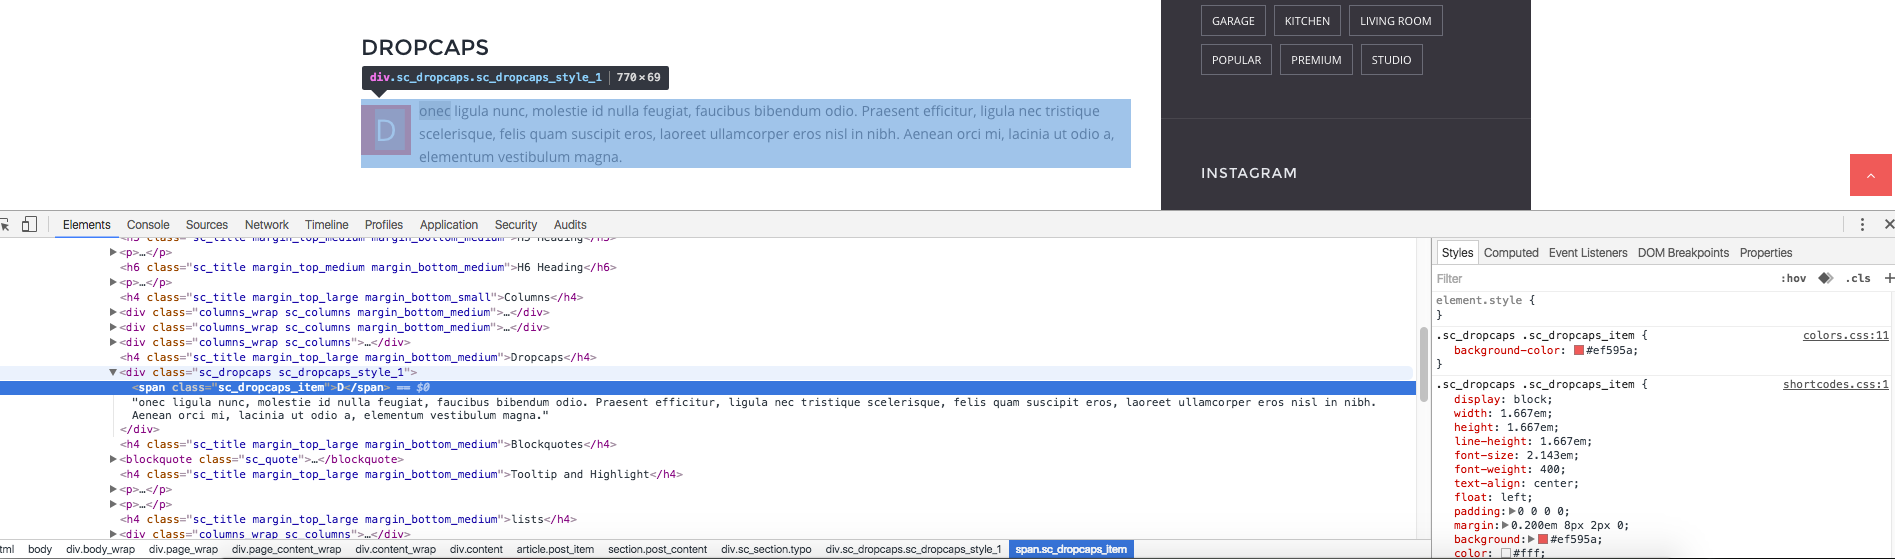 GARAGE KITCHEN LIVING ROOM
DROPCAPS
POPULAR PREMIUM STUDIO
div.sc_dropcaps.sc_dropcaps_style_1 770×69
D onec ligula nunc, molestie id nulla feugiat, faucibus bibendum odio. Praesent efficitur, ligula nec tristique
scelerisque, felis quam suscipit eros, laoreet ullamcorper eros nisl in nibh. Aenean orci mi, lacinia ut odio a,
elementum vestibulum magna.
INSTAGRAM
Elements Console Sources Network Timeline Profiles Application Security Audits
<h5 class="sc_title margin_top_medium margin_bottom_medium">H5 Heading</h5>
<p>…</p>
<h6 class="sc_title margin_top_medium margin_bottom_medium">H6 Heading</h6>
<p>…</p>
<h4 class="sc_title margin_top_large margin_bottom_small">Columns</h4>
<div class="columns_wrap sc_columns margin_bottom_medium">…</div>
<div class="columns_wrap sc_columns margin_bottom_medium">…</div>
<div class="columns_wrap sc_columns">…</div>
<h4 class="sc_title margin_top_large margin_bottom_medium">Dropcaps</h4>
<div class="sc_dropcaps sc_dropcaps_style_1">
<span class="sc_dropcaps_item">D</span> == $0
"onec ligula nunc, molestie id nulla feugiat, faucibus bibendum odio. Praesent efficitur, ligula nec tristique scelerisque, felis quam suscipit eros, laoreet ullamcorper eros nisl in nibh.
Aenean orci mi, lacinia ut odio a, elementum vestibulum magna."
</div>
<h4 class="sc_title margin_top_large margin_bottom_medium">Blockquotes</h4>
<blockquote class="sc_quote">…</blockquote>
<h4 class="sc_title margin_top_large margin_bottom_medium">Tooltip and Highlight</h4>
<p>…</p>
<p>…</p>
<h4 class="sc_title margin_top_large margin_bottom_medium">lists</h4>
<div class="columns_wrap sc_columns">…</div>
tml body div.body_wrap div.page_wrap div.page_content_wrap div.content_wrap div.content article.post_item section.post_content div.sc_section.typo div.sc_dropcaps.sc_dropcaps_style_1 span.sc_dropcaps_item
Styles Computed Event Listeners DOM Breakpoints Properties
Filter :hov .cls +
element.style {
}
.sc_dropcaps .sc_dropcaps_item { colors.css:11
background-color: #ef595a;
}
.sc_dropcaps .sc_dropcaps_item { shortcodes.css:1
display: block;
width: 1.667em;
height: 1.667em;
line-height: 1.667em;
font-size: 2.143em;
font-weight: 400;
text-align: center;
float: left;
padding: 0 0 0 0;
margin: 0.200em 8px 2px 0;
background: #ef595a;
color: #fff;